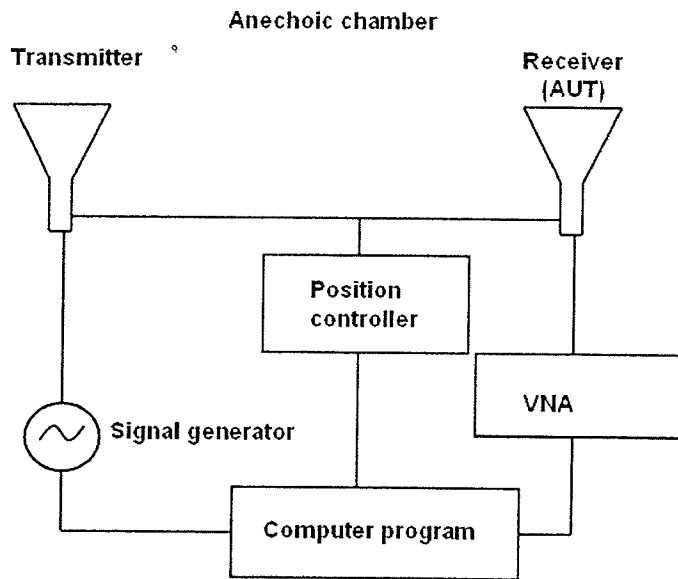 Anechoic chamber
Transmitter
Receiver
(AUT)
Position
controller
VNA
Signal generator
Computer program